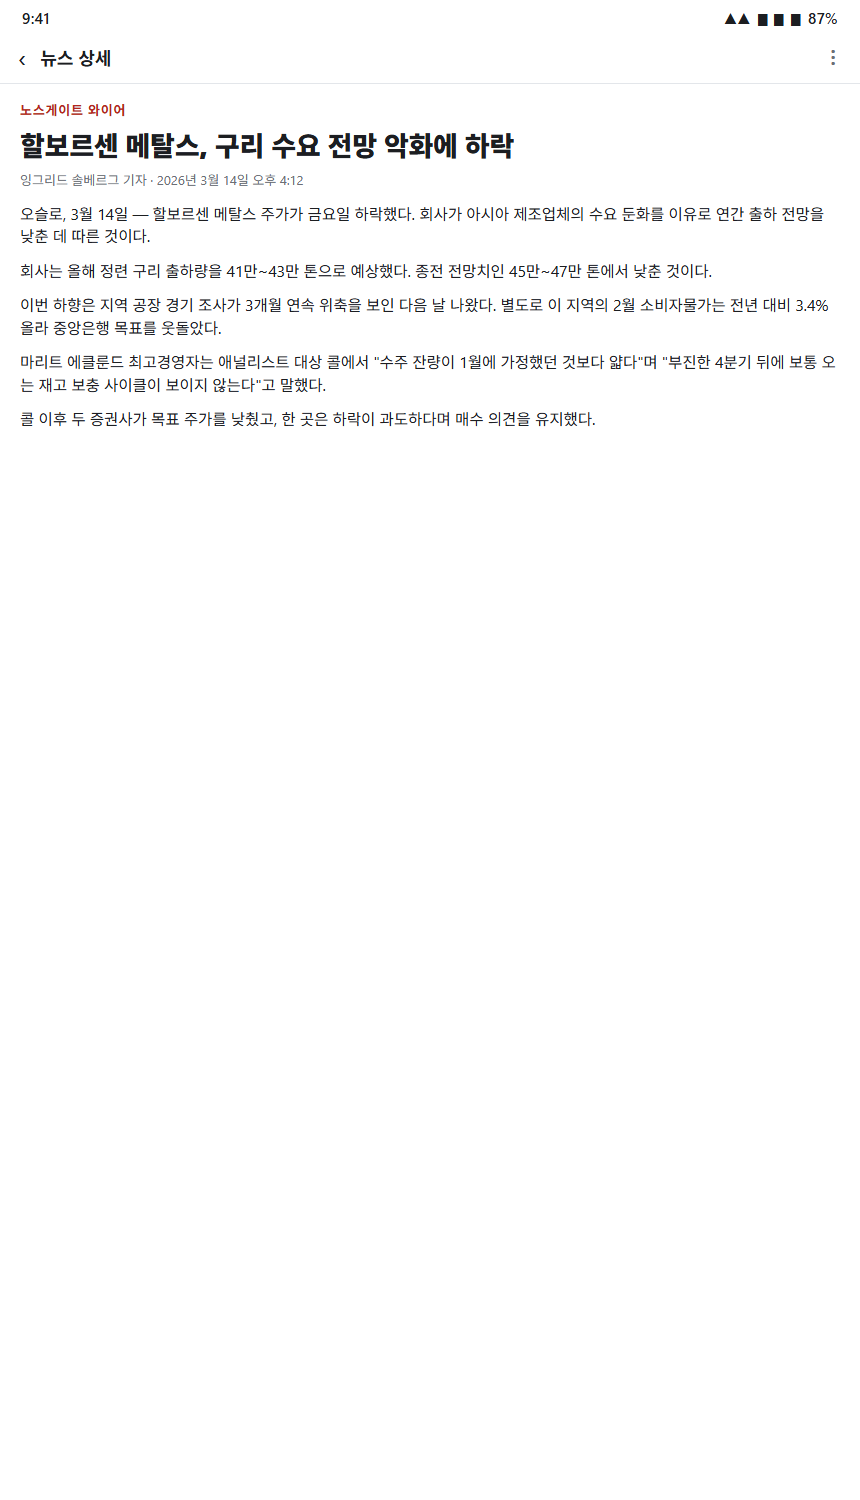 9:41
87%
뉴스 상세
노스게이트 와이어
할보르센 메탈스, 구리 수요 전망 악화에 하락
잉그리드 솔베르그 기자 · 2026년 3월 14일 오후 4:12
오슬로, 3월 14일 — 할보르센 메탈스 주가가 금요일 하락했다. 회사가 아시아 제조업체의 수요 둔화를 이유로 연간 출하 전망을
낮춘 데 따른 것이다.
회사는 올해 정련 구리 출하량을 41만~43만 톤으로 예상했다. 종전 전망치인 45만~47만 톤에서 낮춘 것이다.
이번 하향은 지역 공장 경기 조사가 3개월 연속 위축을 보인 다음 날 나왔다. 별도로 이 지역의 2월 소비자물가는 전년 대비 3.4%
올라 중앙은행 목표를 웃돌았다.
마리트 에클룬드 최고경영자는 애널리스트 대상 콜에서 "수주 잔량이 1월에 가정했던 것보다 얇다"며 "부진한 4분기 뒤에 보통 오
는 재고 보충 사이클이 보이지 않는다"고 말했다.
콜 이후 두 증권사가 목표 주가를 낮췄고, 한 곳은 하락이 과도하다며 매수 의견을 유지했다.